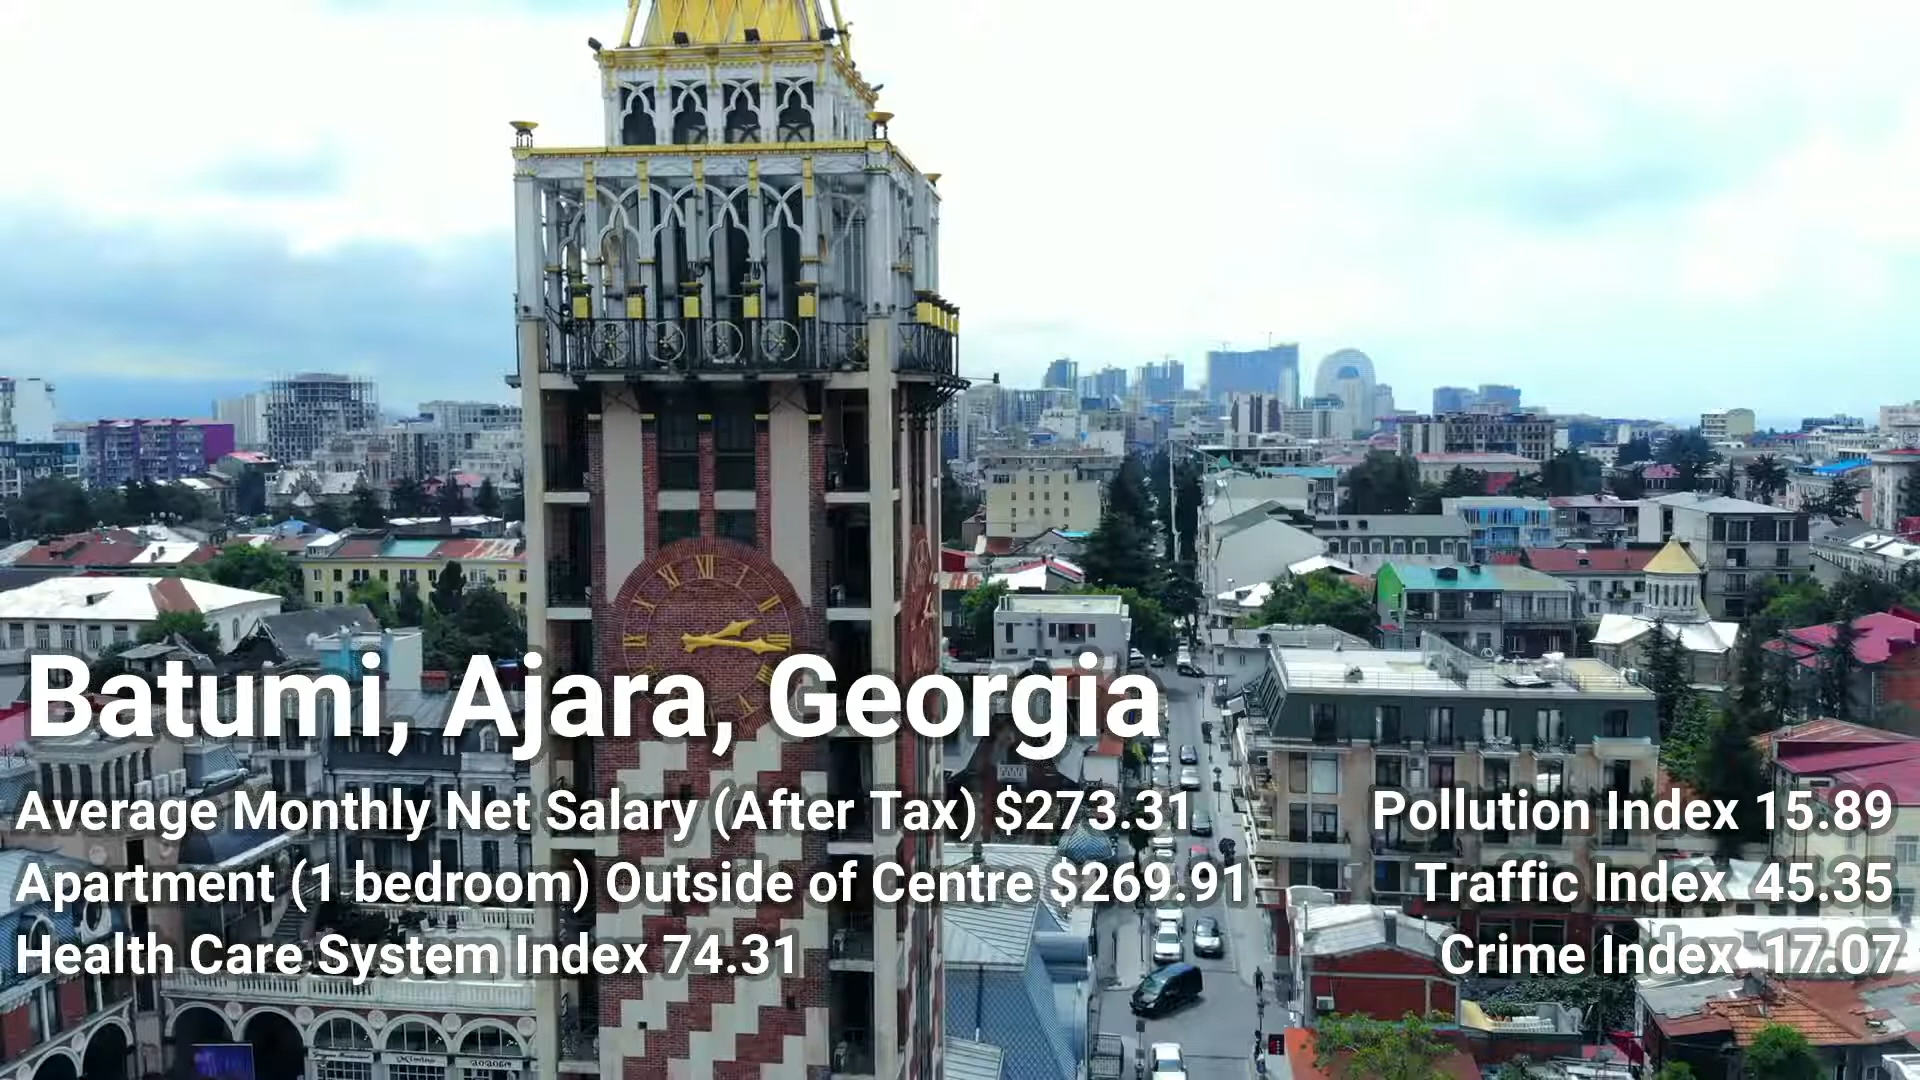 XII
Batumi, Ajara, Georgia
Average Monthly Net Salary (After Tax) $273.31
Apartment (1 bedroom) Outside of Centre $269.91
Health Care System Index 74.31
Pollution Index 15.89
Traffic Index 45.35
Crime Index 17.07